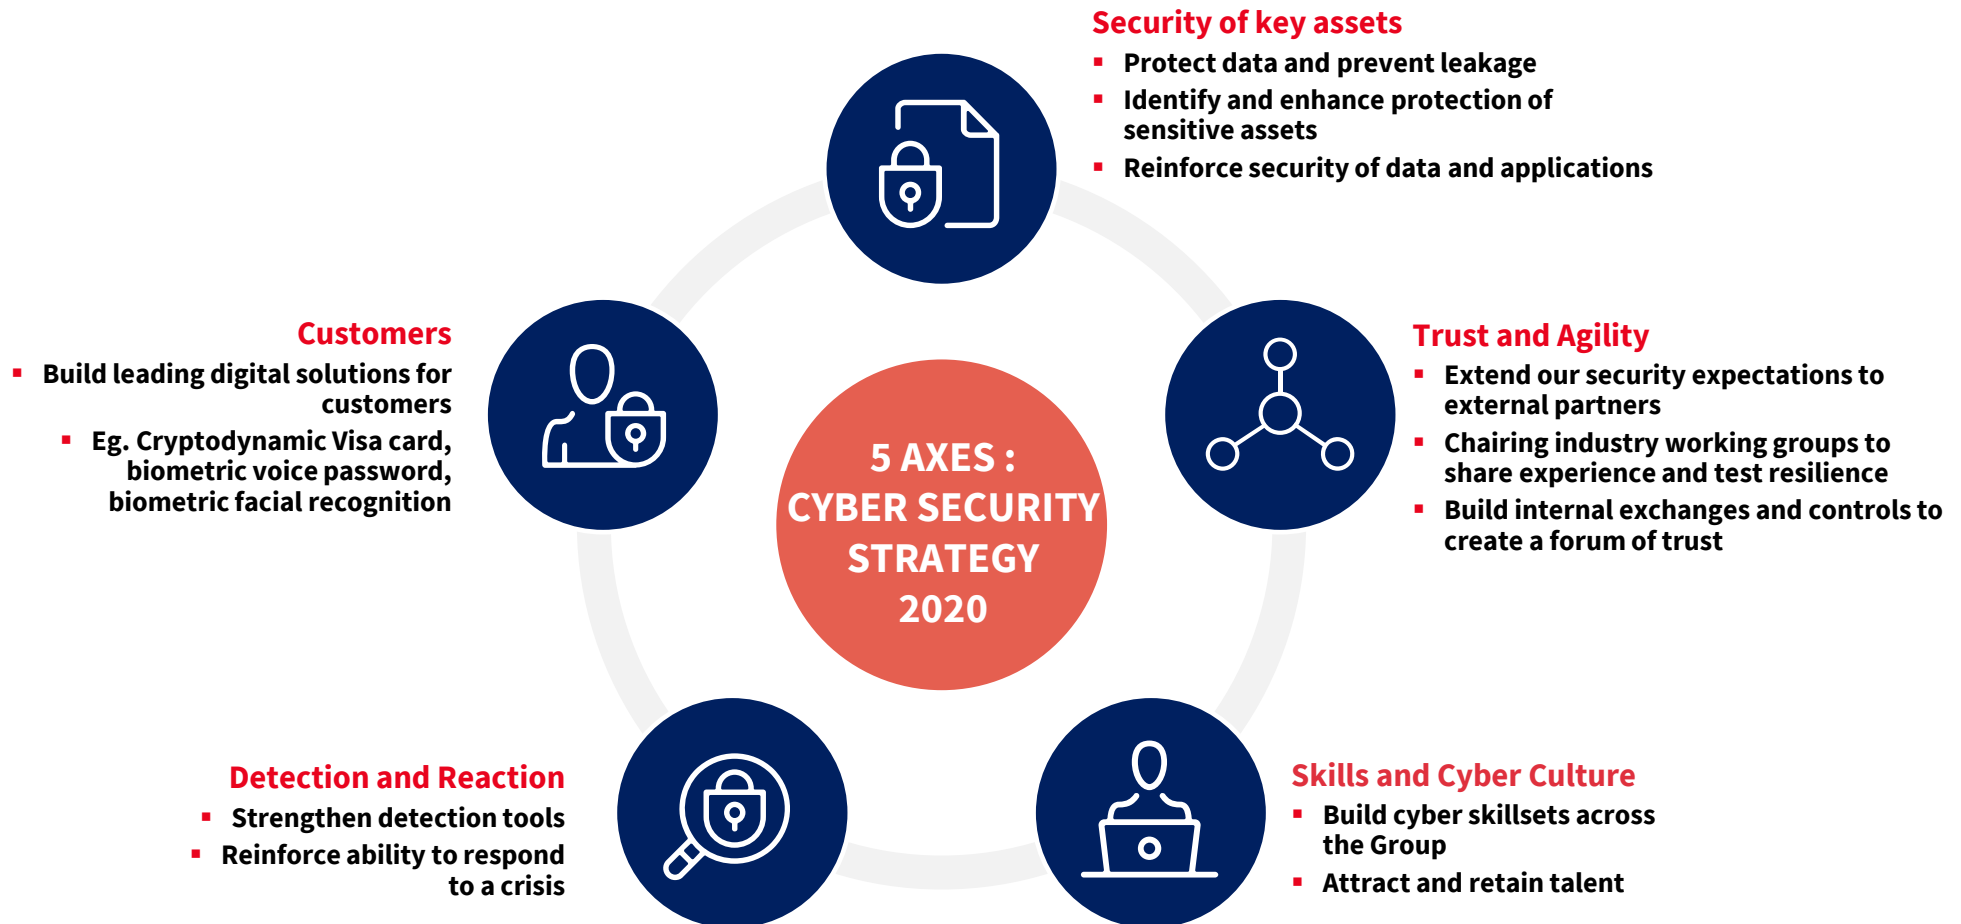 Security of key assets
▪ Protect data and prevent leakage
▪ Identify and enhance protection of
sensitive assets
▪ Reinforce security of data and applications
Customers
▪ Build leading digital solutions for
customers
▪ Eg. Cryptodynamic Visa card,
biometric voice password,
biometric facial recognition
Trust and Agility
▪ Extend our security expectations to
external partners
▪ Chairing industry working groups to
share experience and test resilience
▪ Build internal exchanges and controls to
create a forum of trust
5 AXES :
CYBER SECURITY
STRATEGY
2020
Detection and Reaction
▪ Strengthen detection tools
▪ Reinforce ability to respond
to a crisis
Skills and Cyber Culture
▪ Build cyber skillsets across
the Group
▪ Attract and retain talent